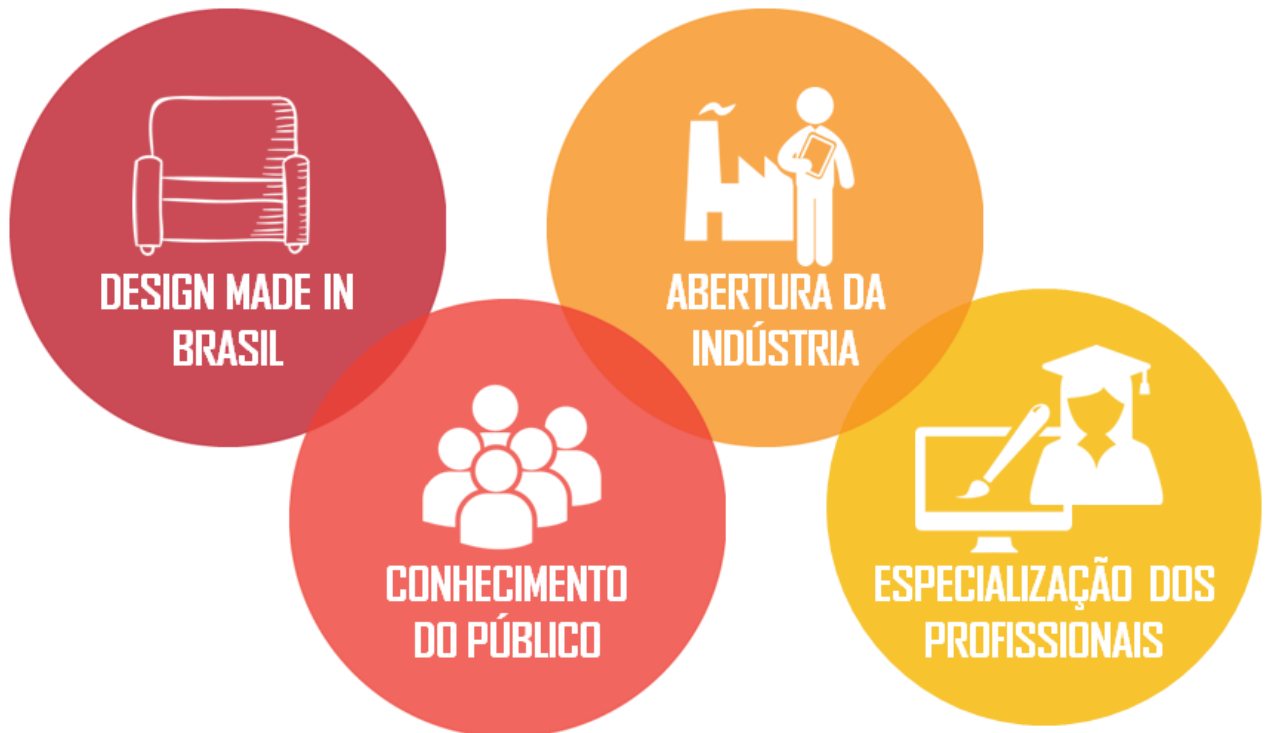 DESIGN MADE IN
BRASIL
CONHECIMENTO
DO PÚBLICO
ABERTURA DA
INDÚSTRIA
ESPECIALIZAÇÃO DOS
PROFISSIONAIS